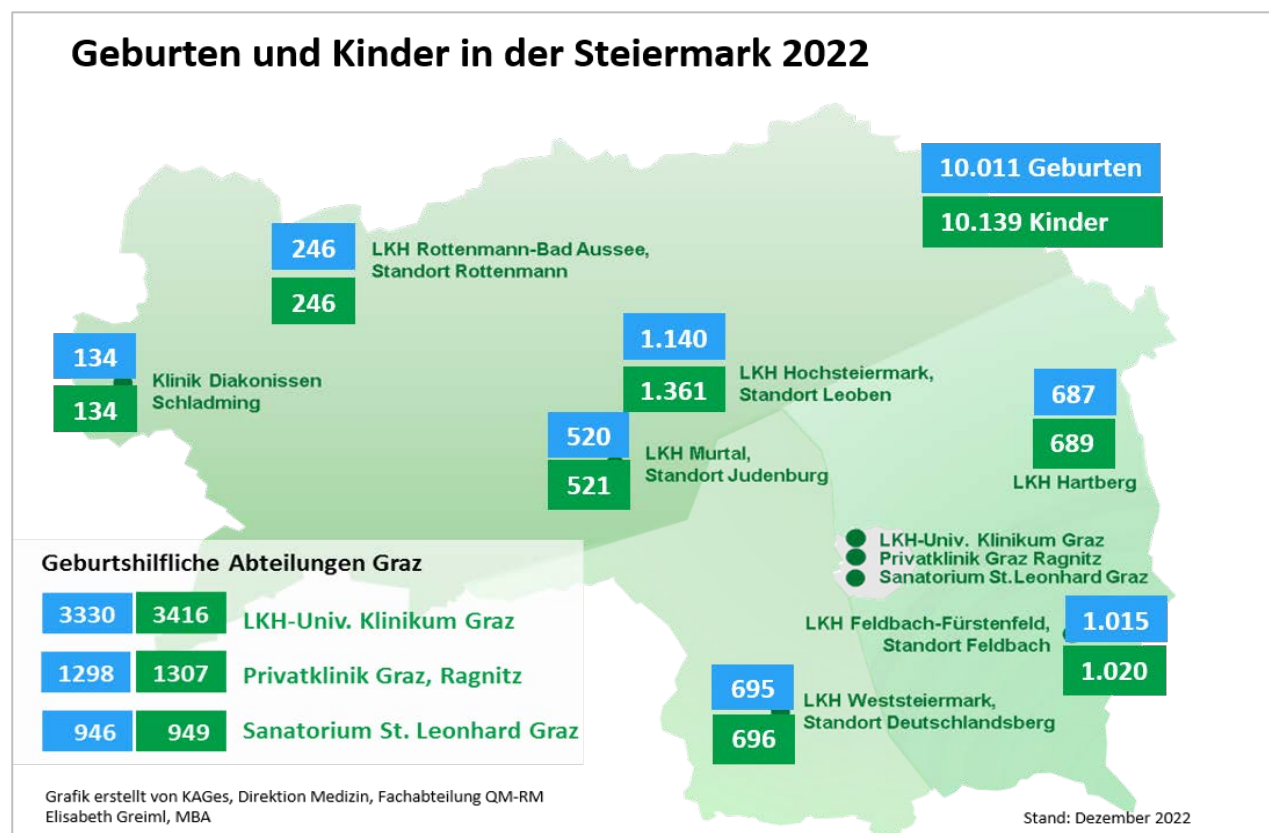 Geburten und Kinder in der Steiermark 2022
10.011 Geburten
10.139 Kinder
246
246
LKH Rottenmann-Bad Aussee,
Standort Rottenmann
134
134
Klinik Diakonissen
Schladming
1.140
1.361
LKH Hochsteiermark,
Standort Leoben
520
521
LKH Murtal,
Standort Judenburg
687
689
LKH Hartberg
LKH-Univ. Klinikum Graz
Privatklinik Graz Ragnitz
Sanatorium St.Leonhard Graz
LKH Feldbach-Fürstenfeld,
Standort Feldbach
1.015
1.020
695
696
LKH Weststeiermark,
Standort Deutschlandsberg
Geburtshilfliche Abteilungen Graz
3330 3416 LKH-Univ. Klinikum Graz
1298 1307 Privatklinik Graz, Ragnitz
946 949 Sanatorium St. Leonhard Graz
Grafik erstellt von KAGes, Direktion Medizin, Fachabteilung QM-RM
Elisabeth Greiml, MBA
Stand: Dezember 2022